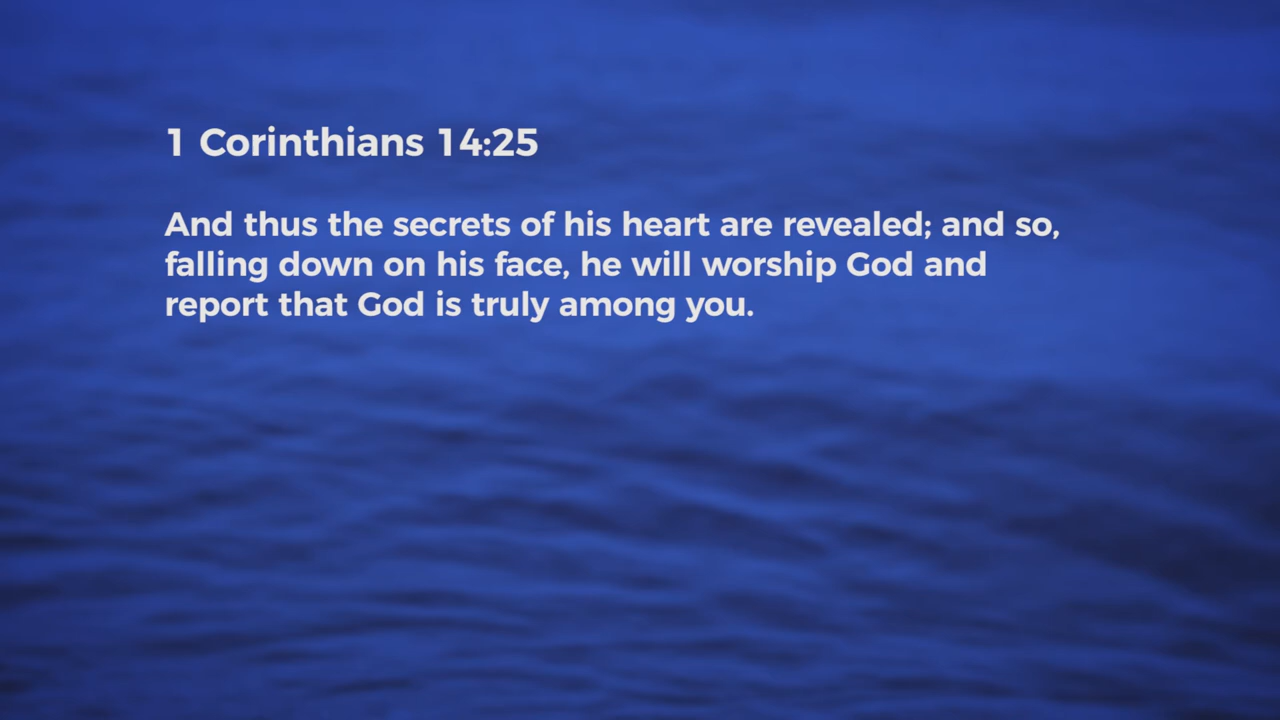 1 Corinthians 14:25
And thus the secrets of his heart are revealed; and so,
falling down on his face, he will worship God and
report that God is truly among you.